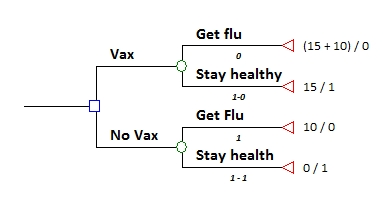 Get flu
(15 + 10) / 0
0
Vax
Stay healthy
15 / 1
1-0
Get Flu
10 / 0
1
No Vax
Stay health
0 / 1
1 - 1